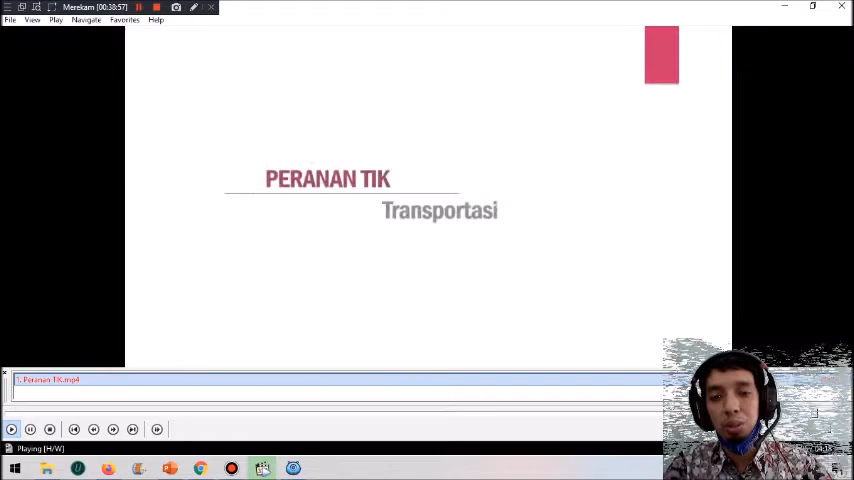 Merekam [00:38:57]
File View Play Navigate Favorites Help
PERANAN TIK
Transportasi
1. Peranan TIK.mp4
Playing [H/W]